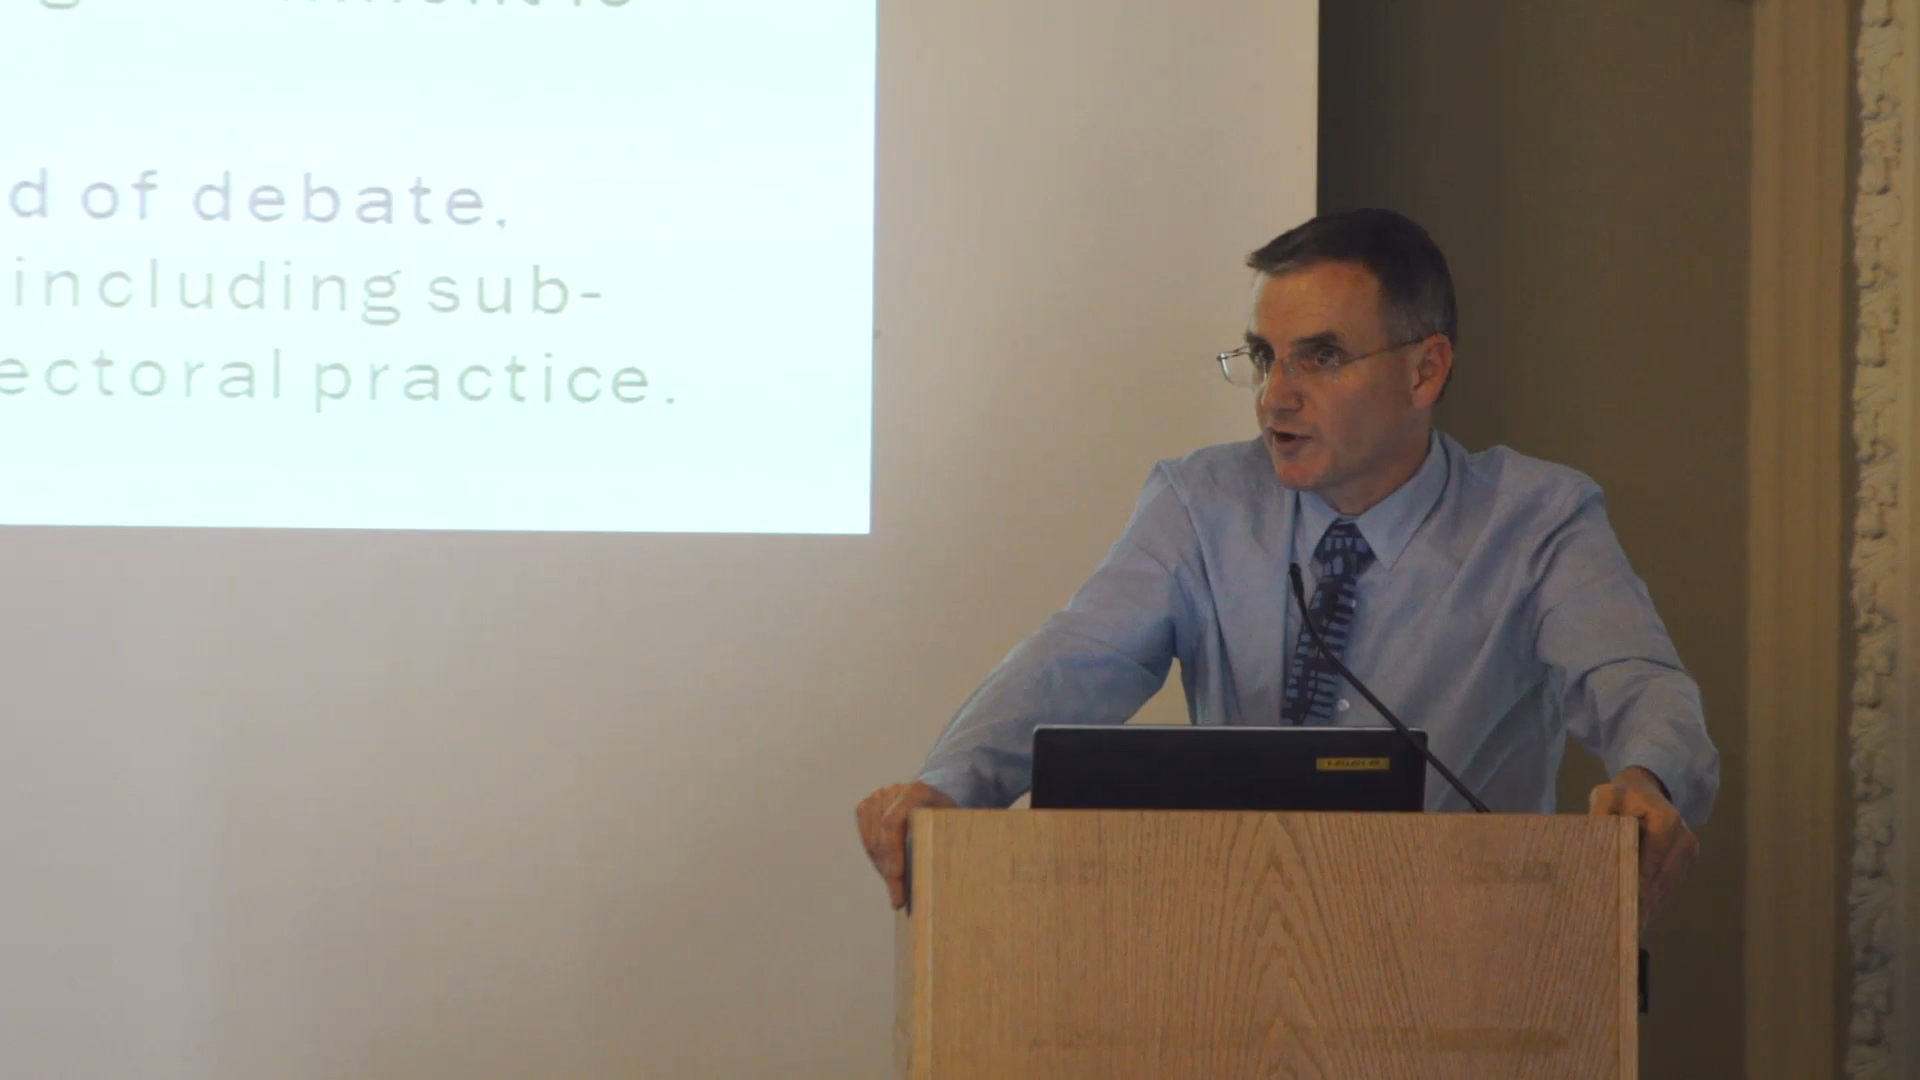 d of debate.
including sub-
ectoral practice.